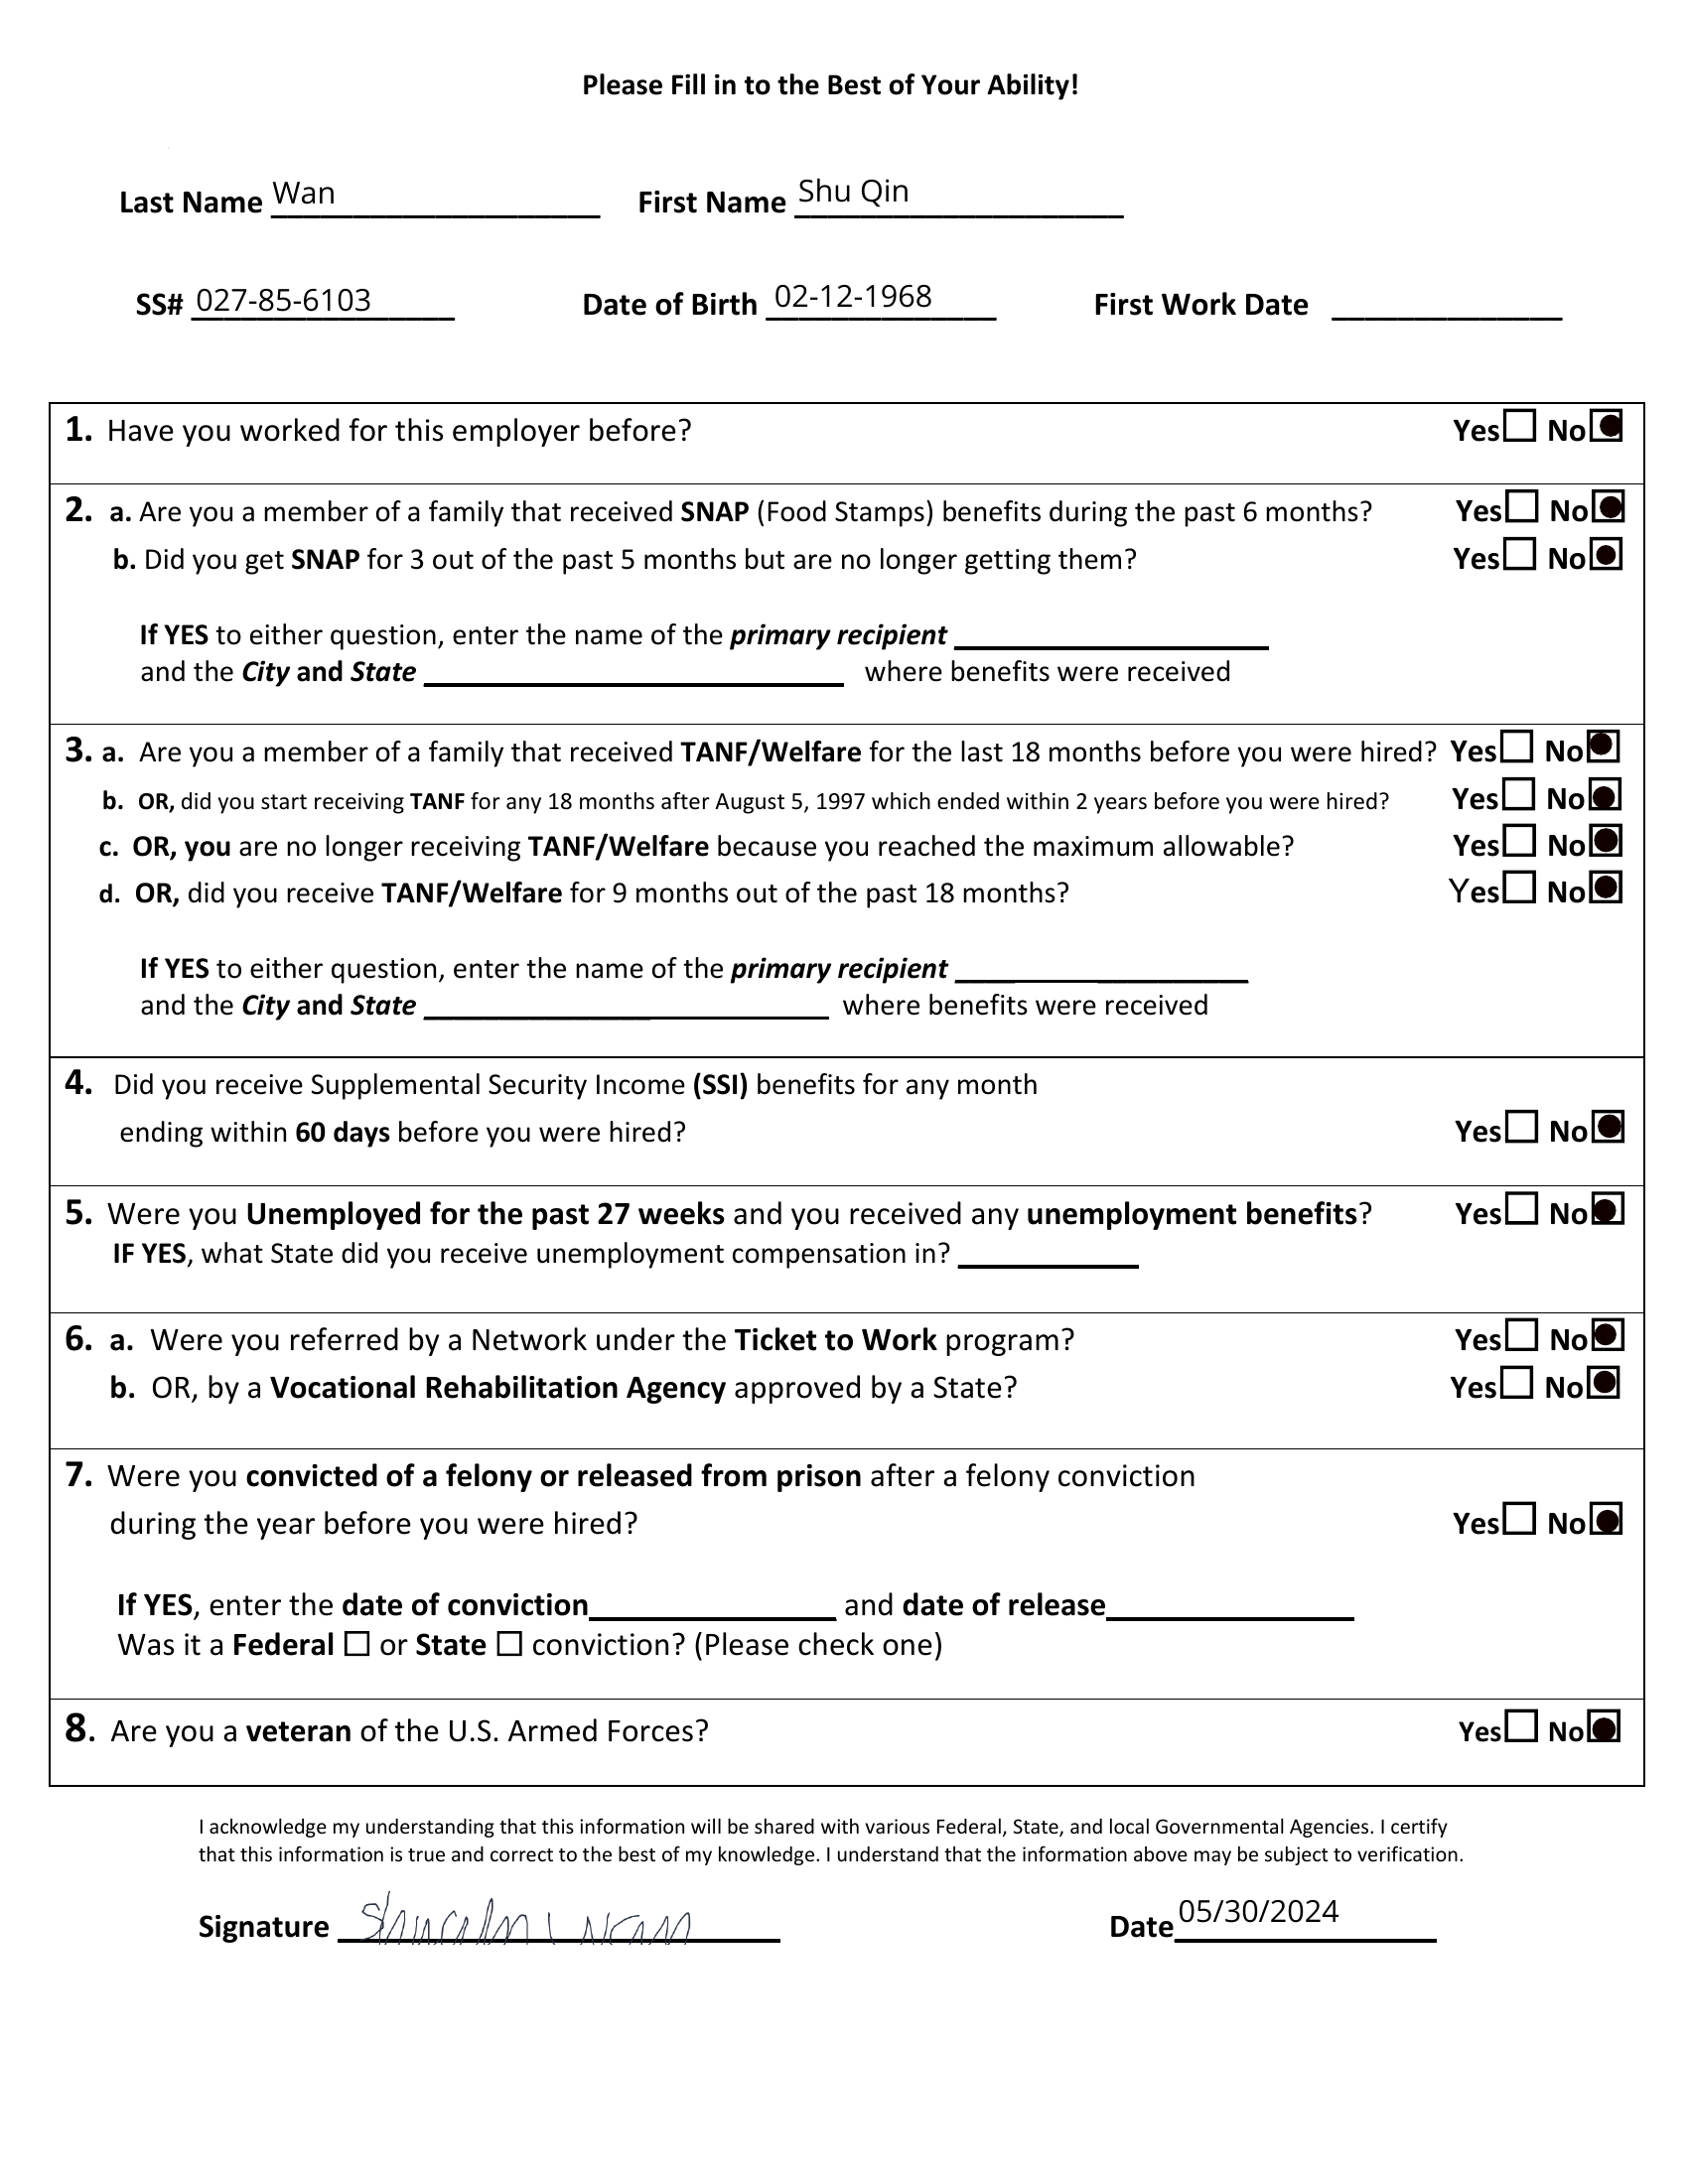 Please Fill in to the Best of Your Ability!
Last Name Wan First Name Shu Qin
SS# 027-85-6103 Date of Birth 02-12-1968 First Work Date
1. Have you worked for this employer before? Yes No
2. a. Are you a member of a family that received SNAP (Food Stamps) benefits during the past 6 months? Yes No
b. Did you get SNAP for 3 out of the past 5 months but are no longer getting them? Yes No
If YES to either question, enter the name of the primary recipient
and the City and State where benefits were received
3. a. Are you a member of a family that received TANF/Welfare for the last 18 months before you were hired? Yes No
b. OR, did you start receiving TANF for any 18 months after August 5, 1997 which ended within 2 years before you were hired? Yes No
c. OR, you are no longer receiving TANF/Welfare because you reached the maximum allowable? Yes No
d. OR, did you receive TANF/Welfare for 9 months out of the past 18 months? Yes No
If YES to either question, enter the name of the primary recipient
and the City and State where benefits were received
4. Did you receive Supplemental Security Income (SSI) benefits for any month
ending within 60 days before you were hired? Yes No
5. Were you Unemployed for the past 27 weeks and you received any unemployment benefits? Yes No
IF YES, what State did you receive unemployment compensation in?
6. a. Were you referred by a Network under the Ticket to Work program? Yes No
b. OR, by a Vocational Rehabilitation Agency approved by a State? Yes No
7. Were you convicted of a felony or released from prison after a felony conviction
during the year before you were hired? Yes No
If YES, enter the date of conviction and date of release
Was it a Federal or State conviction? (Please check one)
8. Are you a veteran of the U.S. Armed Forces? Yes No
I acknowledge my understanding that this information will be shared with various Federal, State, and local Governmental Agencies. I certify
that this information is true and correct to the best of my knowledge. I understand that the information above may be subject to verification.
Signature Date 05/30/2024